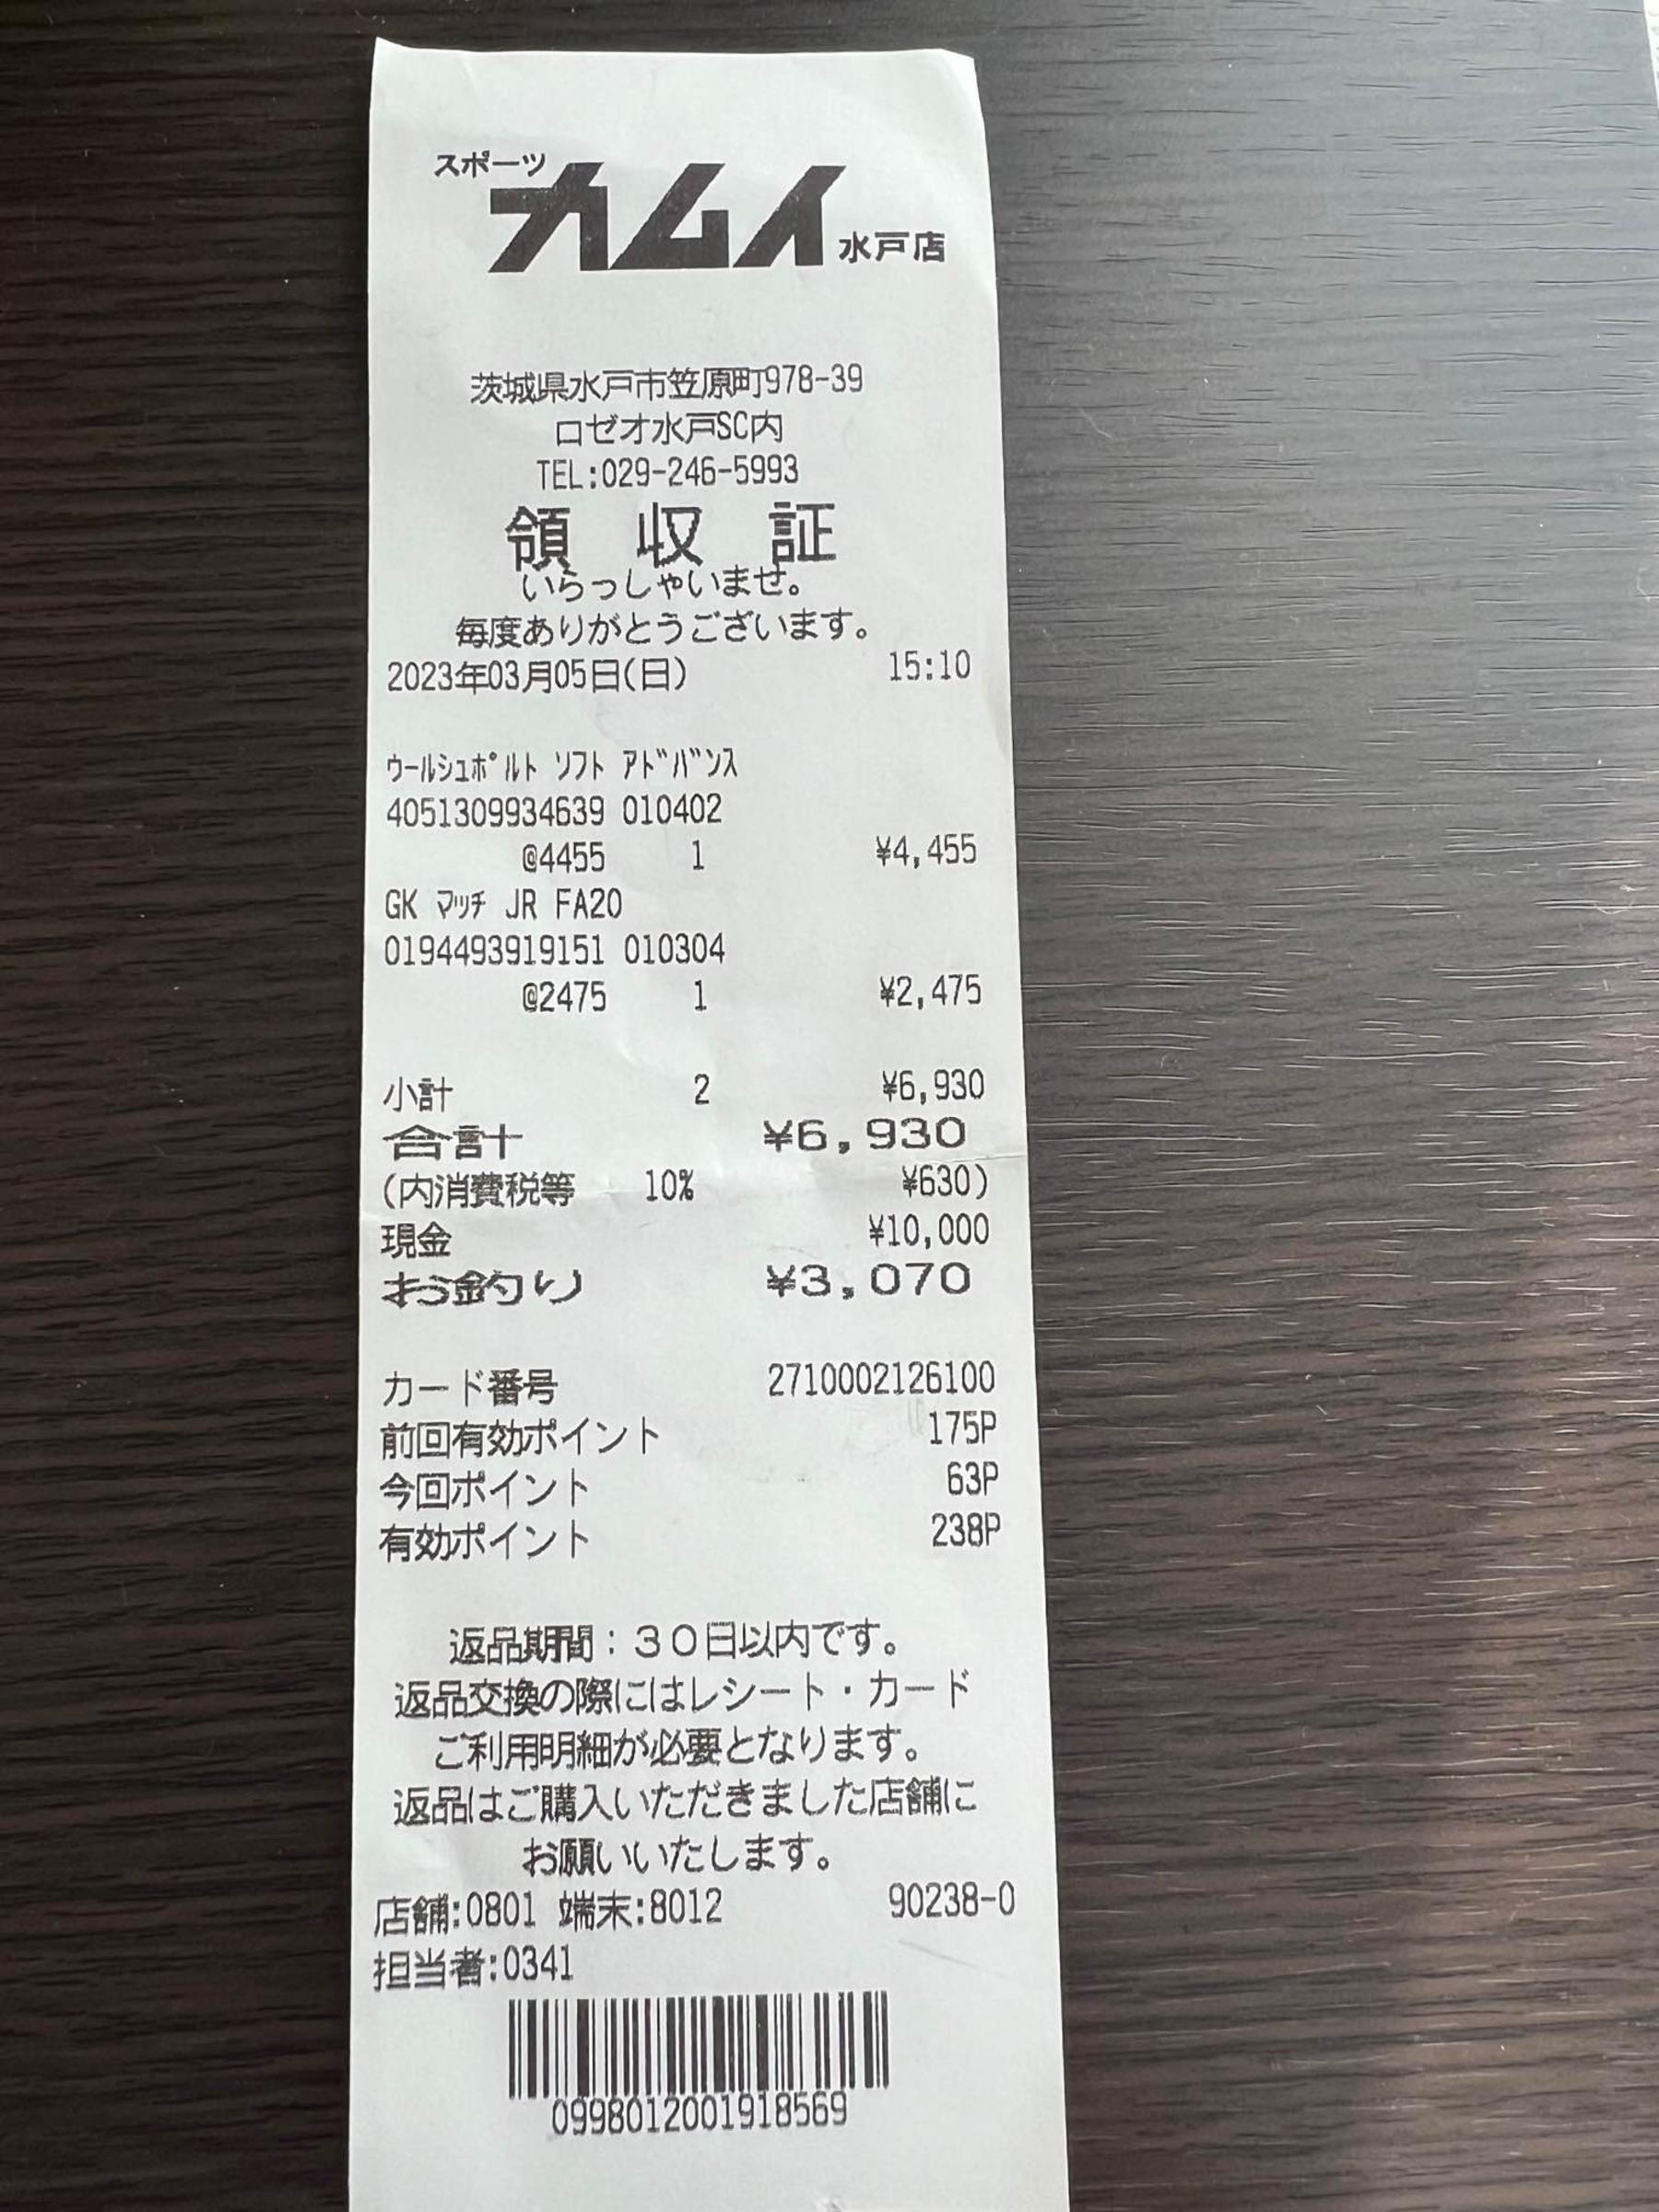 スポーツ
カムイ 水戸店
茨城県水戸市笠原町978-39
ロゼオ水戸SC内
TEL:029-246-5993
領 収 証
いらっしゃいませ。
毎度ありがとうございます。
2023年03月05日(日) 15:10
ｳｰﾙｼｭﾎﾟﾙﾄ ｿﾌﾄ ｱﾄﾞﾊﾞﾝｽ
4051309934639 010402
@4455 1 ¥4,455
GK ﾏｯﾁ JR FA20
0194493919151 010304
@2475 1 ¥2,475
小計 2 ¥6,930
合計 ¥6,930
(内消費税等 10% ¥630)
現金 ¥10,000
お釣り ¥3,070
カード番号 2710002126100
前回有効ポイント 175P
今回ポイント 63P
有効ポイント 238P
返品期間：３０日以内です。
返品交換の際にはレシート・カード
ご利用明細が必要となります。
返品はご購入いただきました店舗に
お願いいたします。
店舗:0801 端末:8012 90238-0
担当者:0341
0998012001918569